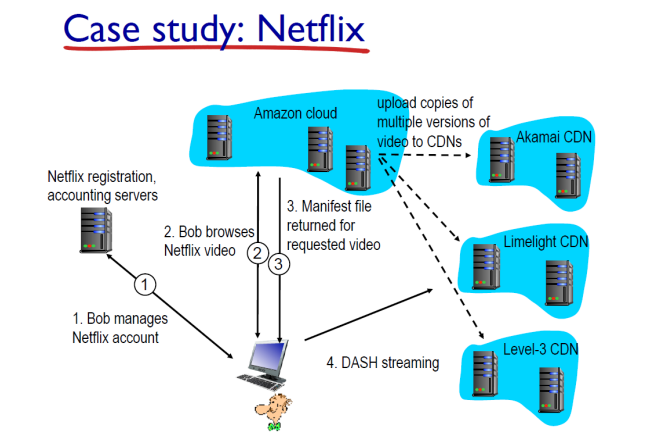 Case study: Netflix
Amazon cloud
upload copies of
multiple versions of
video to CDNs
Akamai CDN
Netflix registration,
accounting servers
2. Bob browses
Netflix video
3. Manifest file
returned for
requested video
Limelight CDN
2
3
1
1. Bob manages
Netflix account
4. DASH streaming
Level-3 CDN